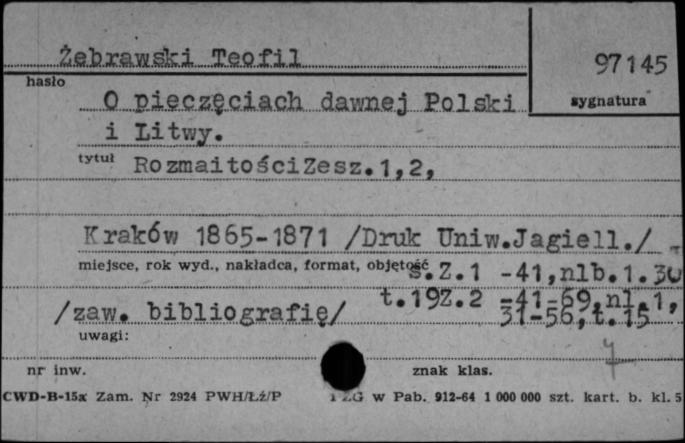 Żebrawski Teofil
97145
hasło
sygnatura
O pieczęciach dawnej Polski
i Litwy.
tytuł RozmaitościZesz.1,2,
Kraków 1865-1871 /Druk Uniw.Jagiell./
miejsce, rok wyd., nakładca, format, objętość s.Z.1 -41,nlb.1.30
t.19Z.2 -41-69,nl.1,
/zaw. bibliografię/ 31-56,t.15
uwagi:
nr inw. znak klas.
CWD-B-15a Zam. Nr 2924 PWH/Łż/P ZG w Pab. 912-64 1 000 000 szt. kart. b. kl. 5